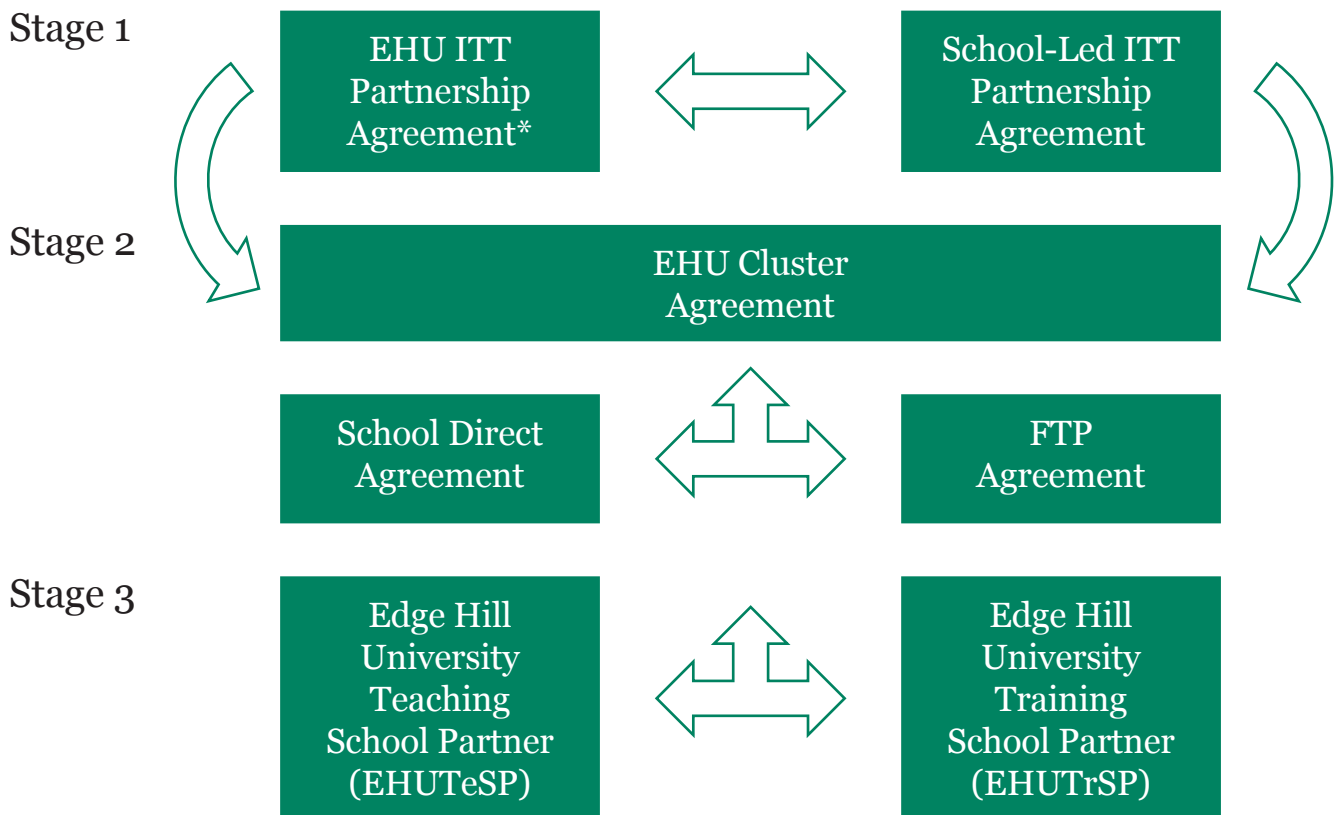 Stage 1
EHU ITT
Partnership
Agreement*
School-Led ITT
Partnership
Agreement
Stage 2
EHU Cluster
Agreement
School Direct
Agreement
FTP
Agreement
Stage 3
Edge Hill
University
Teaching
School Partner
(EHUTeSP)
Edge Hill
University
Training
School Partner
(EHUTrSP)